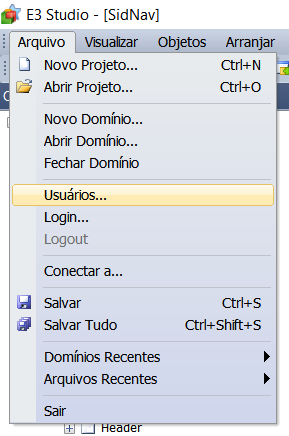 E3 Studio - [SidNav]
Arquivo Visualizar Objetos Arranjar
Novo Projeto... Ctrl+N
Abrir Projeto... Ctrl+O
Novo Domínio...
Abrir Domínio...
Fechar Domínio
Usuários...
Login...
Logout
Conectar a...
Salvar Ctrl+S
Salvar Tudo Ctrl+Shift+S
Domínios Recentes
Arquivos Recentes
Sair
Header